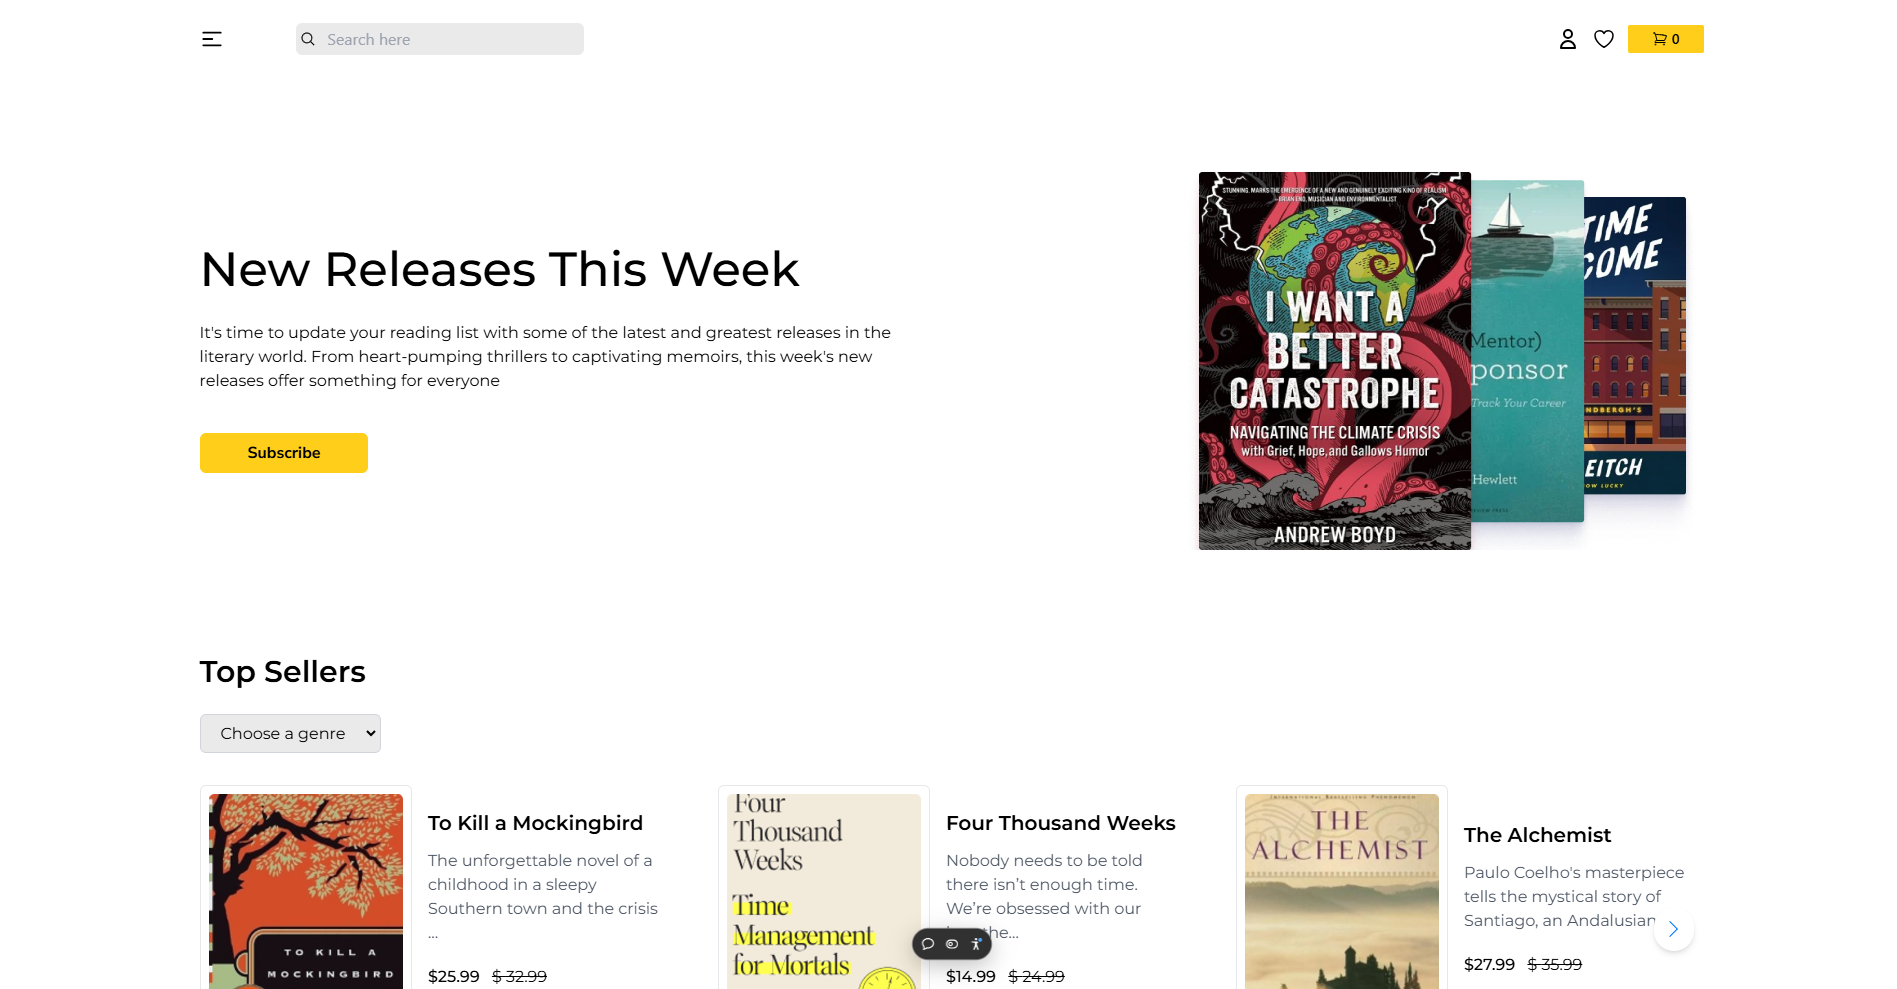 Search here
0
New Releases This Week
It's time to update your reading list with some of the latest and greatest releases in the
literary world. From heart-pumping thrillers to captivating memoirs, this week's new
releases offer something for everyone
Subscribe
STUNNING. MARKS THE EMERGENCE OF A NEW AND GENUINELY EXCITING KIND OF REALISM
—BRIAN ENO, MUSICIAN AND ENVIRONMENTALIST
I WANT A
BETTER
CATASTROPHE
NAVIGATING THE CLIMATE CRISIS
with Grief, Hope, and Gallows Humor
ANDREW BOYD
Mentor)
ponsor
Track Your Career
Hewlett
TIME
COME
NDBERGH'S
EITCH
OW LUCKY
Top Sellers
Choose a genre
TO KILL A
MOCKINGBIRD
To Kill a Mockingbird
The unforgettable novel of a
childhood in a sleepy
Southern town and the crisis
...
$25.99 $ 32.99
Four
Thousand
Weeks
Time
Management
for Mortals
Four Thousand Weeks
Nobody needs to be told
there isn’t enough time.
We’re obsessed with our
the...
$14.99 $ 24.99
INTERNATIONAL BESTSELLING PHENOMENON
THE
ALCHEMIST
The Alchemist
Paulo Coelho's masterpiece
tells the mystical story of
Santiago, an Andalusian
$27.99 $ 35.99